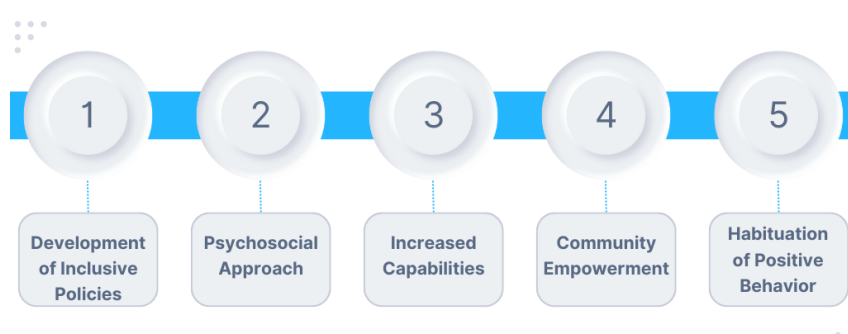 1
2
3
4
5
Development
of Inclusive
Policies
Psychosocial
Approach
Increased
Capabilities
Community
Empowerment
Habituation
of Positive
Behavior